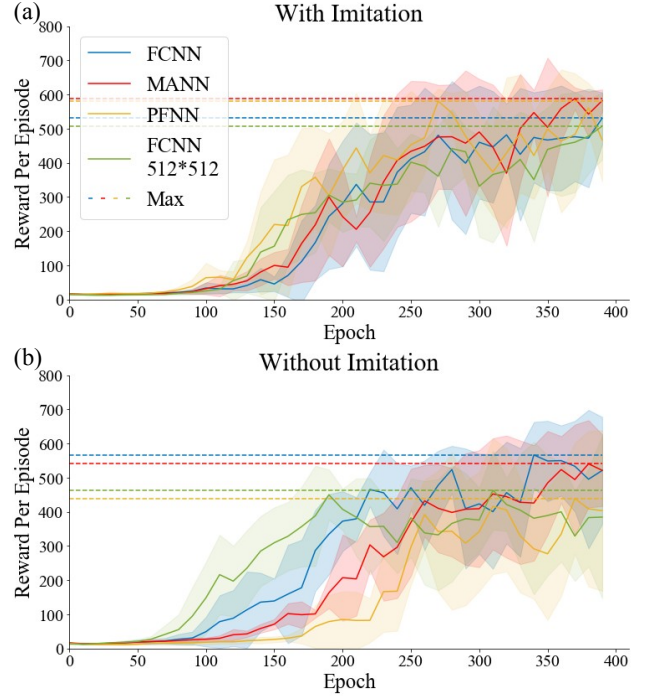 (a)
With Imitation
Reward Per Episode
800
700
600
500
400
300
200
100
0
FCNN
MANN
PFNN
FCNN
512*512
Max
0
50
100
150
200
250
300
350
400
Epoch
(b)
Without Imitation
Reward Per Episode
800
700
600
500
400
300
200
100
0
0
50
100
150
200
250
300
350
400
Epoch